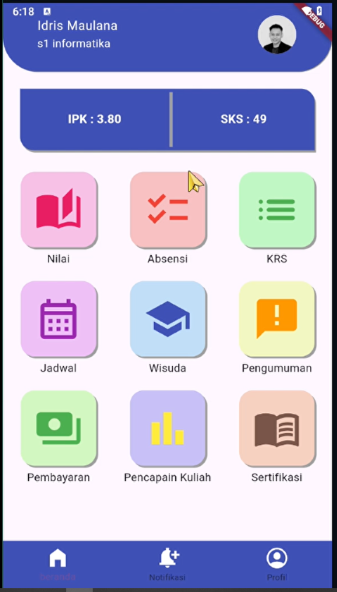 6:18
A
DEBUG
Idris Maulana
s1 informatika
IPK : 3.80
SKS : 49
Nilai
Absensi
KRS
Jadwal
Wisuda
Pengumuman
Pembayaran
Pencapain Kuliah
Sertifikasi
Notifikasi
Profil